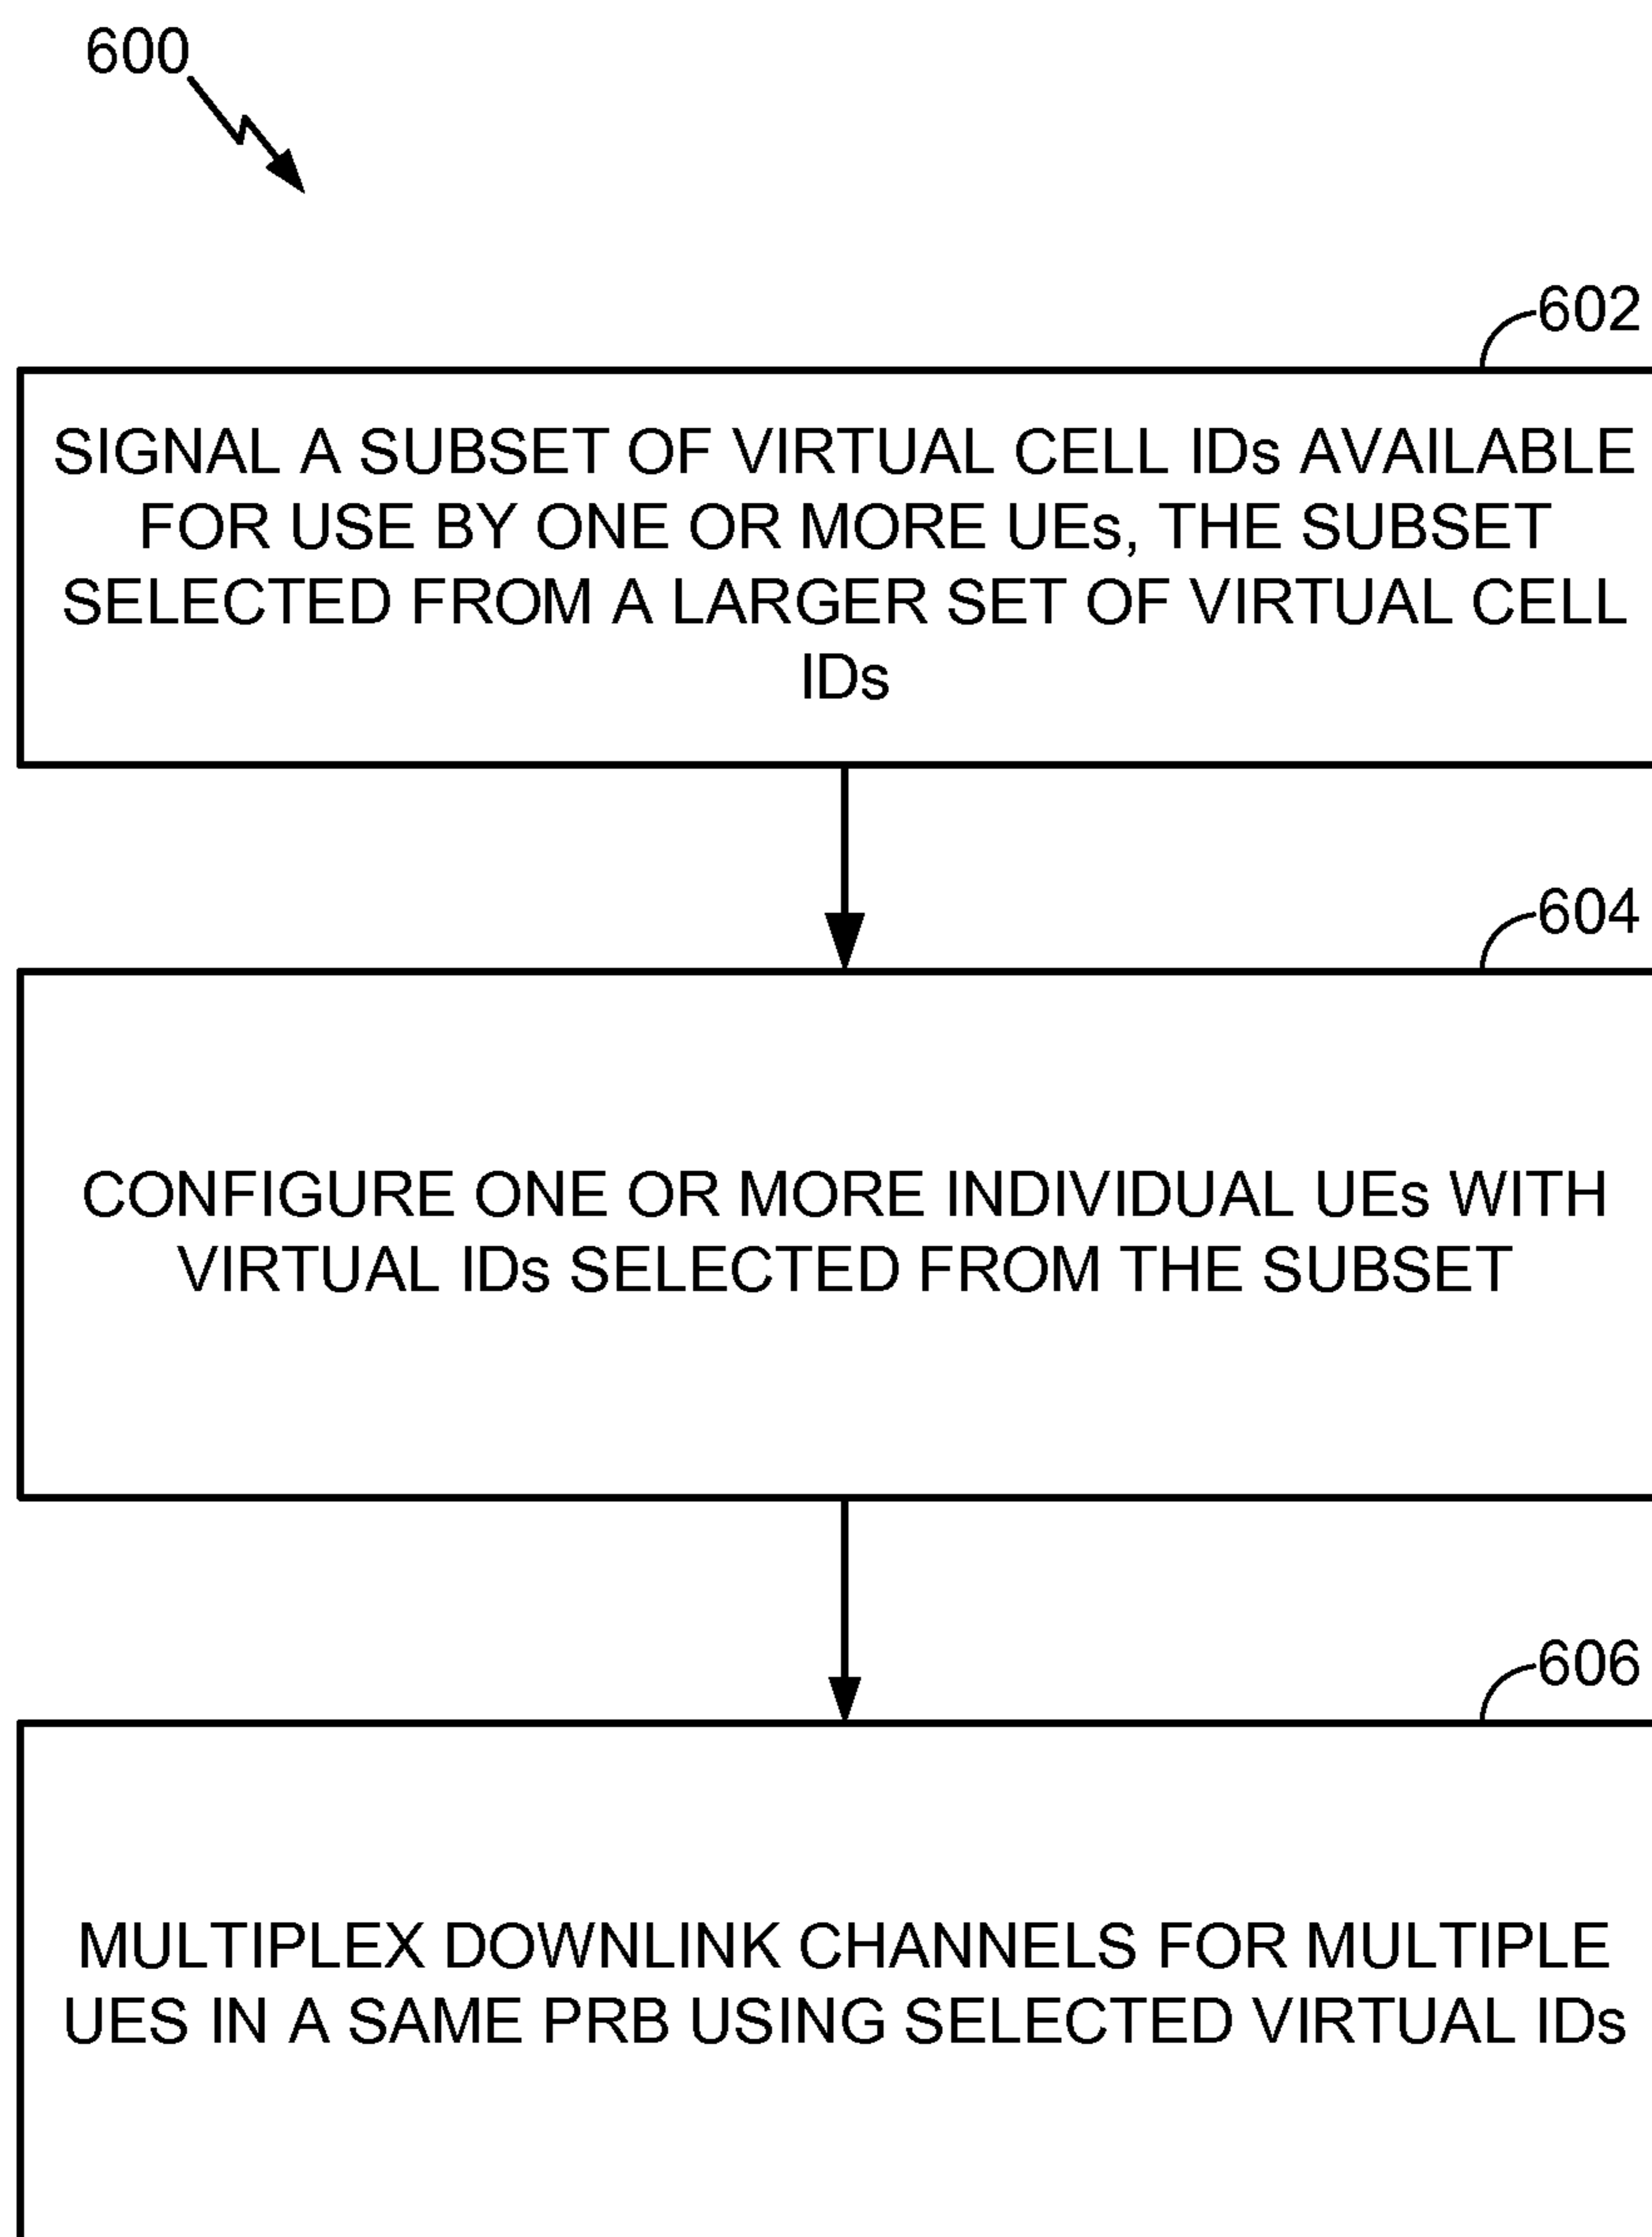 600
602
SIGNAL A SUBSET OF VIRTUAL CELL IDs AVAILABLE
FOR USE BY ONE OR MORE UEs, THE SUBSET
SELECTED FROM A LARGER SET OF VIRTUAL CELL
IDs
604
CONFIGURE ONE OR MORE INDIVIDUAL UEs WITH
VIRTUAL IDs SELECTED FROM THE SUBSET
606
MULTIPLEX DOWNLINK CHANNELS FOR MULTIPLE
UES IN A SAME PRB USING SELECTED VIRTUAL IDs